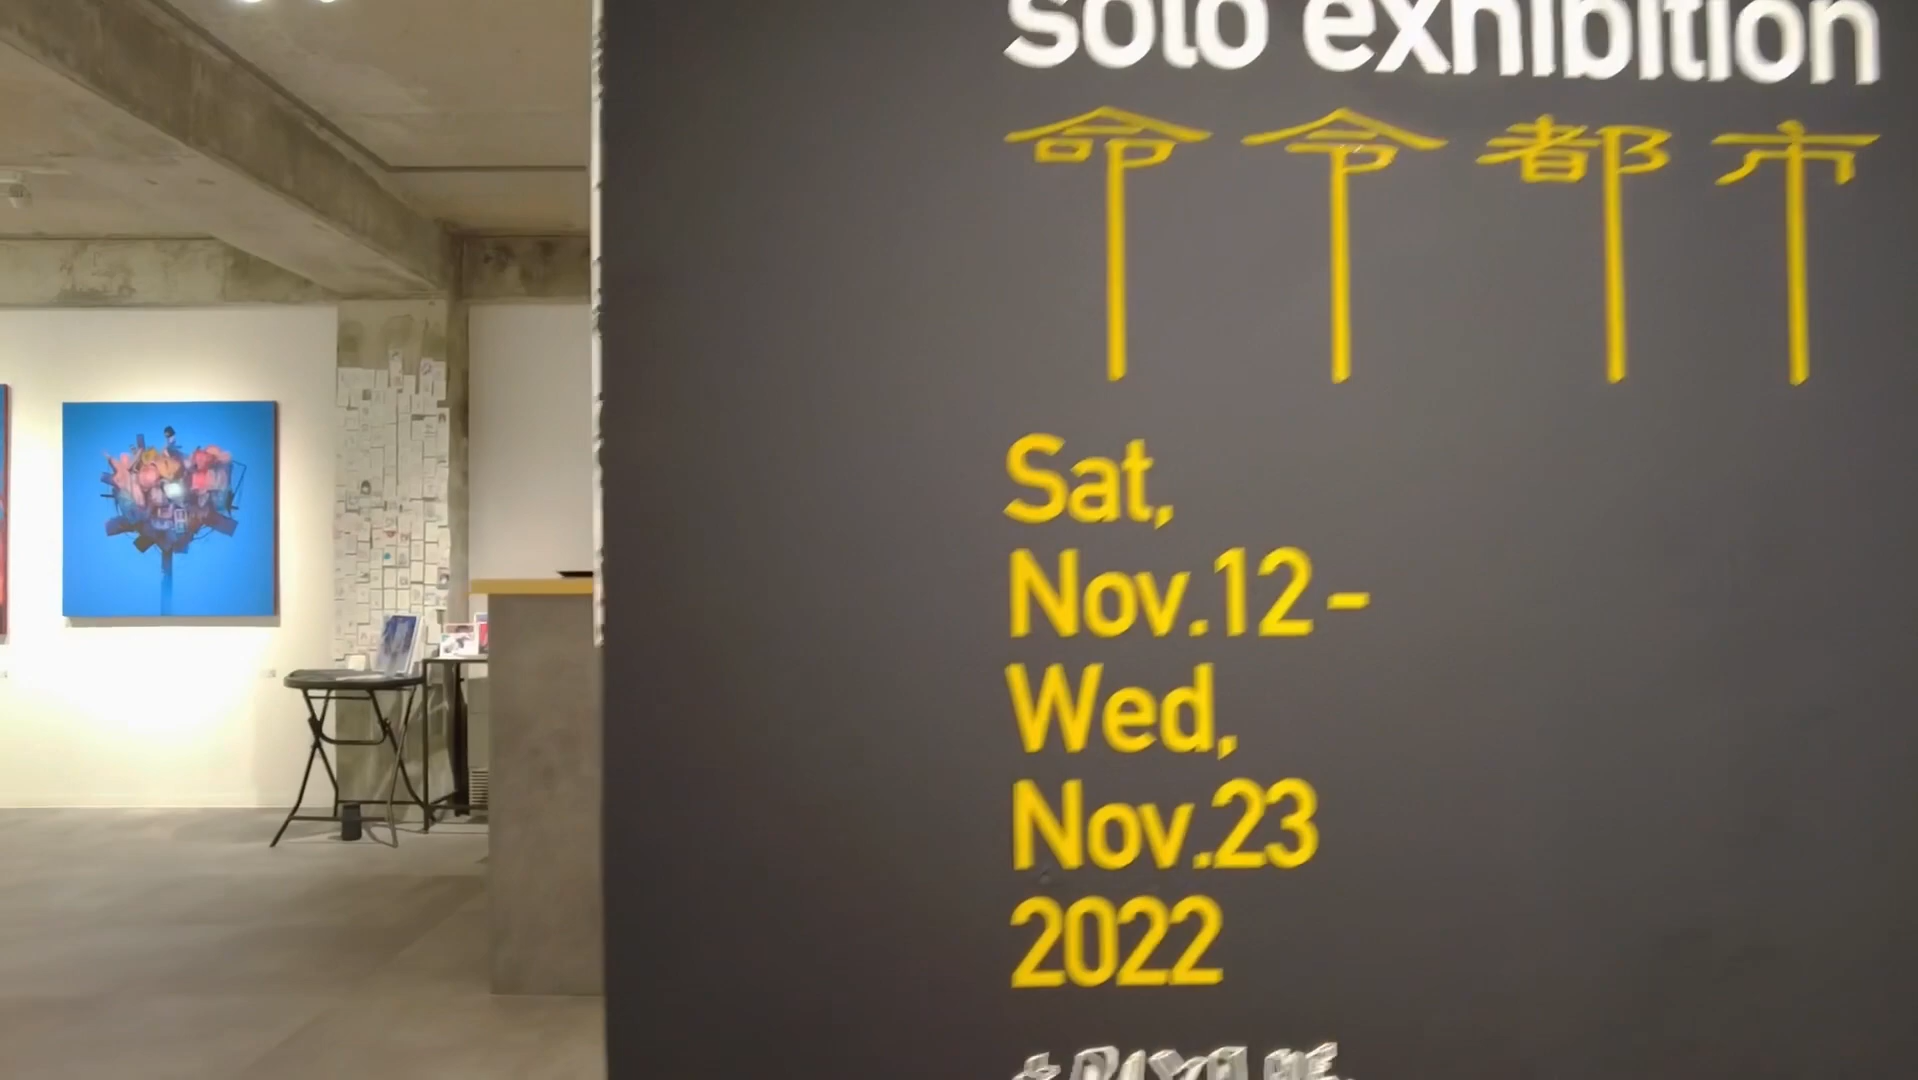 solo exhibition
命令都市
Sat,
Nov.12-
Wed,
Nov.23
2022